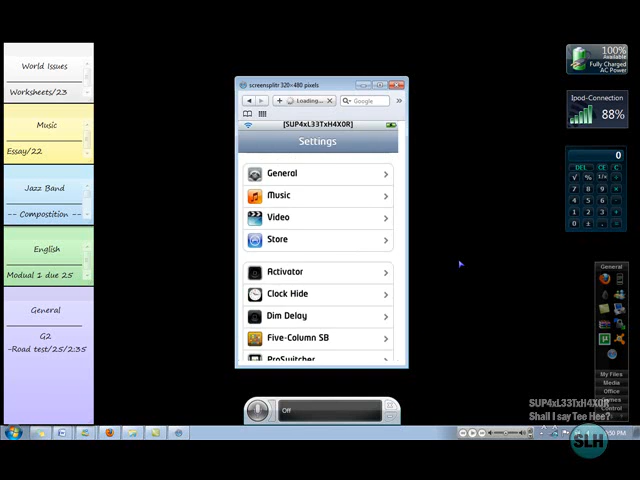 World Issues
Worksheets/23
Music
Essay/22
Jazz Band
-- Compostition --
English
Modual 1 due 25
General
G2
-Road test/25/2:35
screensplitr 320×480 pixels
Loading...
Google
[SUP4xL33TxH4X0R]
Settings
General
Music
Video
Store
Activator
Clock Hide
Dim Delay
Five-Column SB
ProSwitcher
Off
100%
Available
Fully Charged
AC Power
Ipod-Connection
88%
0
DEL CE C
√ % 1/x ÷
7 8 9 ×
4 5 6 -
1 2 3 +
0 ± . =
General
My Files
Media
Office
Games
Control
SUP4xL33TxH4X0R
Shall I say Tee Hee?
SLH
:50 PM